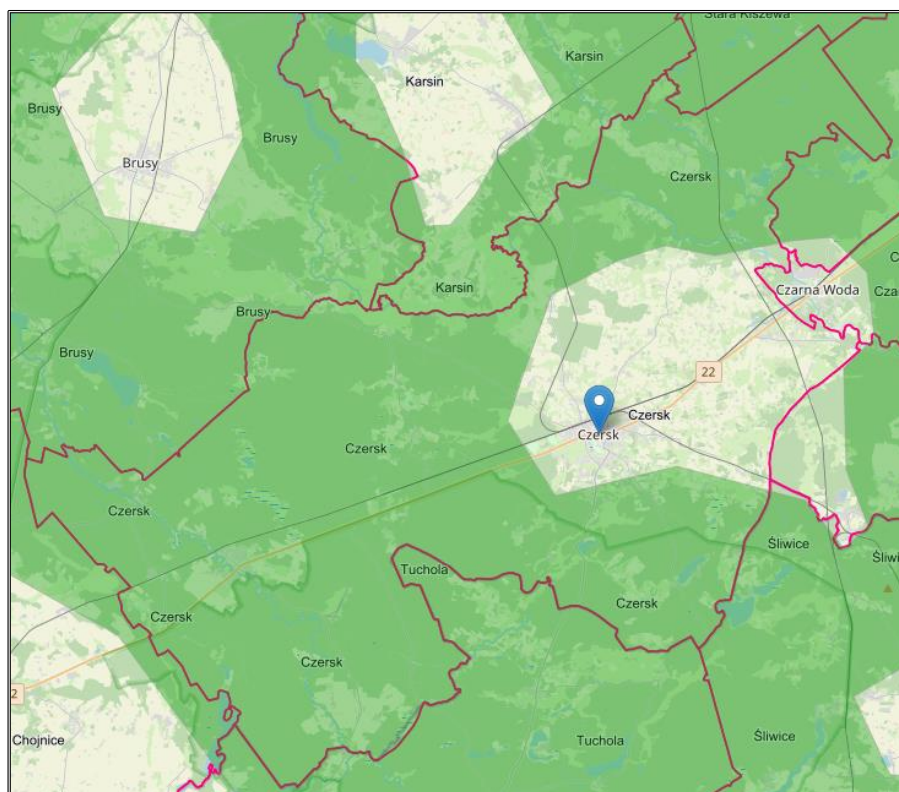 Stara Kiszewa
Karsin
Karsin
Brusy
Brusy
Brusy
Czersk
Karsin
Czarna Woda
Brusy
Brusy
22
Czersk
Czersk
Czersk
Czersk
Śliwice
Tuchola
Czersk
Czersk
Czersk
Tuchola
Chojnice
Śliwice